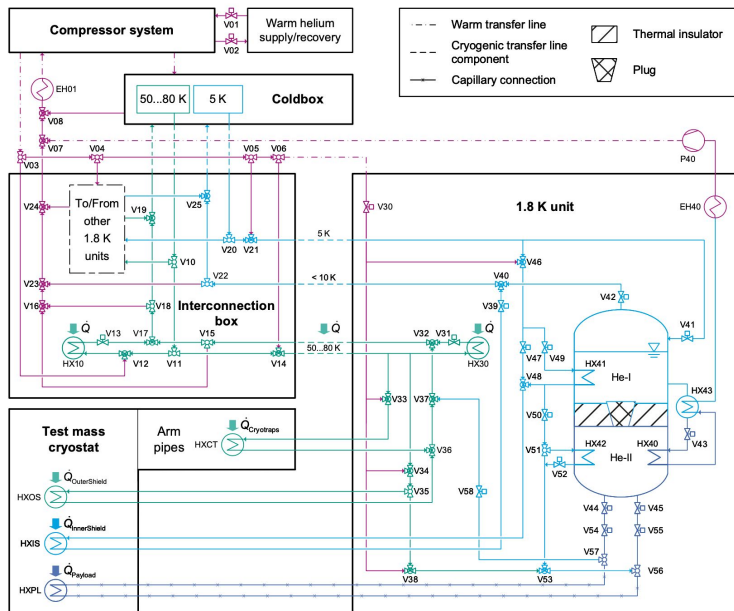 Compressor system
V01
Warm helium
supply/recovery
V02
Warm transfer line
Cryogenic transfer line
component
Capillary connection
Thermal insulator
Plug
EH01
50...80 K
5 K
Coldbox
V08
V07
V03
V04
V05
V06
P40
V24
To/From
other
1.8 K
units
V19
V25
V30
1.8 K unit
EH40
V10
V20
V21
5 K
V46
V22
< 10 K
V40
V23
V39
V42
V16
V18
Interconnection
box
V41
Q̇
V13
V17
V15
Q̇
V32
V31
HX10
V12
V11
50...80 K
V14
HX30
V47
V49
HX41
He-I
V48
HX43
V33
V37
V50
Test mass
cryostat
Arm
pipes
Q̇Cryotraps
HXCT
V36
V51
HX42
HX40
V43
He-II
V52
Q̇OuterShield
V34
HXOS
V35
V58
V44
V45
Q̇InnerShield
V54
V55
HXIS
V57
Q̇Payload
HXPL
V38
V53
V56